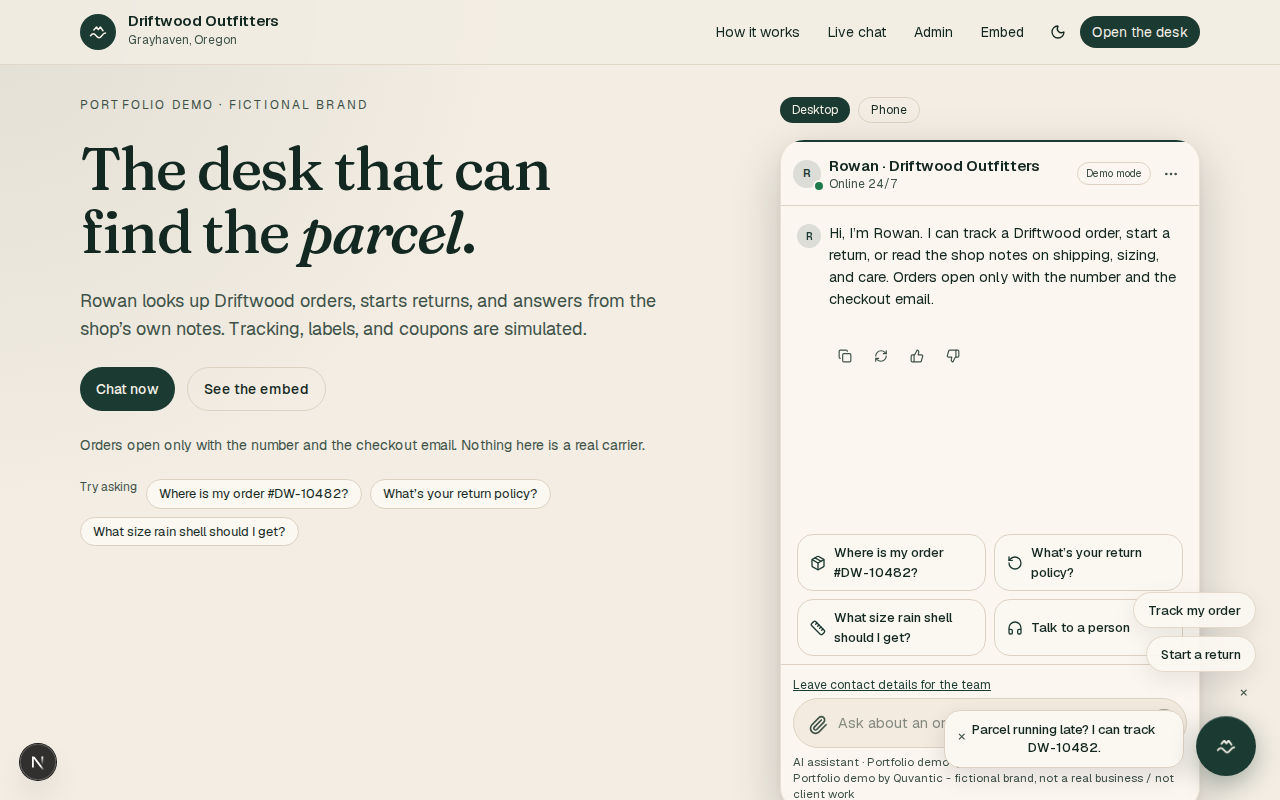 Driftwood Outfitters
Grayhaven, Oregon
How it works
Live chat
Admin
Embed
Open the desk
PORTFOLIO DEMO · FICTIONAL BRAND
The desk that can
find the parcel.
Rowan looks up Driftwood orders, starts returns, and answers from the
shop's own notes. Tracking, labels, and coupons are simulated.
Chat now
See the embed
Orders open only with the number and the checkout email. Nothing here is a real carrier.
Try asking
Where is my order #DW-10482?
What's your return policy?
What size rain shell should I get?
Desktop
Phone
R
Rowan · Driftwood Outfitters
Online 24/7
Demo mode
R
Hi, I'm Rowan. I can track a Driftwood order, start a
return, or read the shop notes on shipping, sizing,
and care. Orders open only with the number and the
checkout email.
Where is my order
#DW-10482?
What's your return
policy?
What size rain shell
should I get?
Talk to a person
Track my order
Start a return
×
Leave contact details for the team
Ask about an or
× Parcel running late? I can track
DW-10482.
AI assistant · Portfolio demo
Portfolio demo by Quvantic - fictional brand, not a real business / not
client work
N